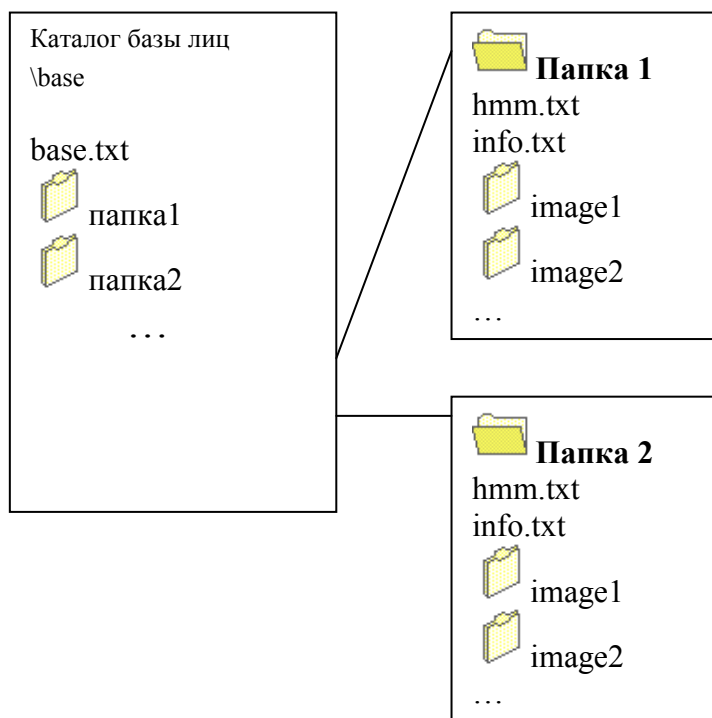 Каталог базы лиц
\base
base.txt
папка1
папка2
...
Папка 1
hmm.txt
info.txt
image1
image2
...
Папка 2
hmm.txt
info.txt
image1
image2
...